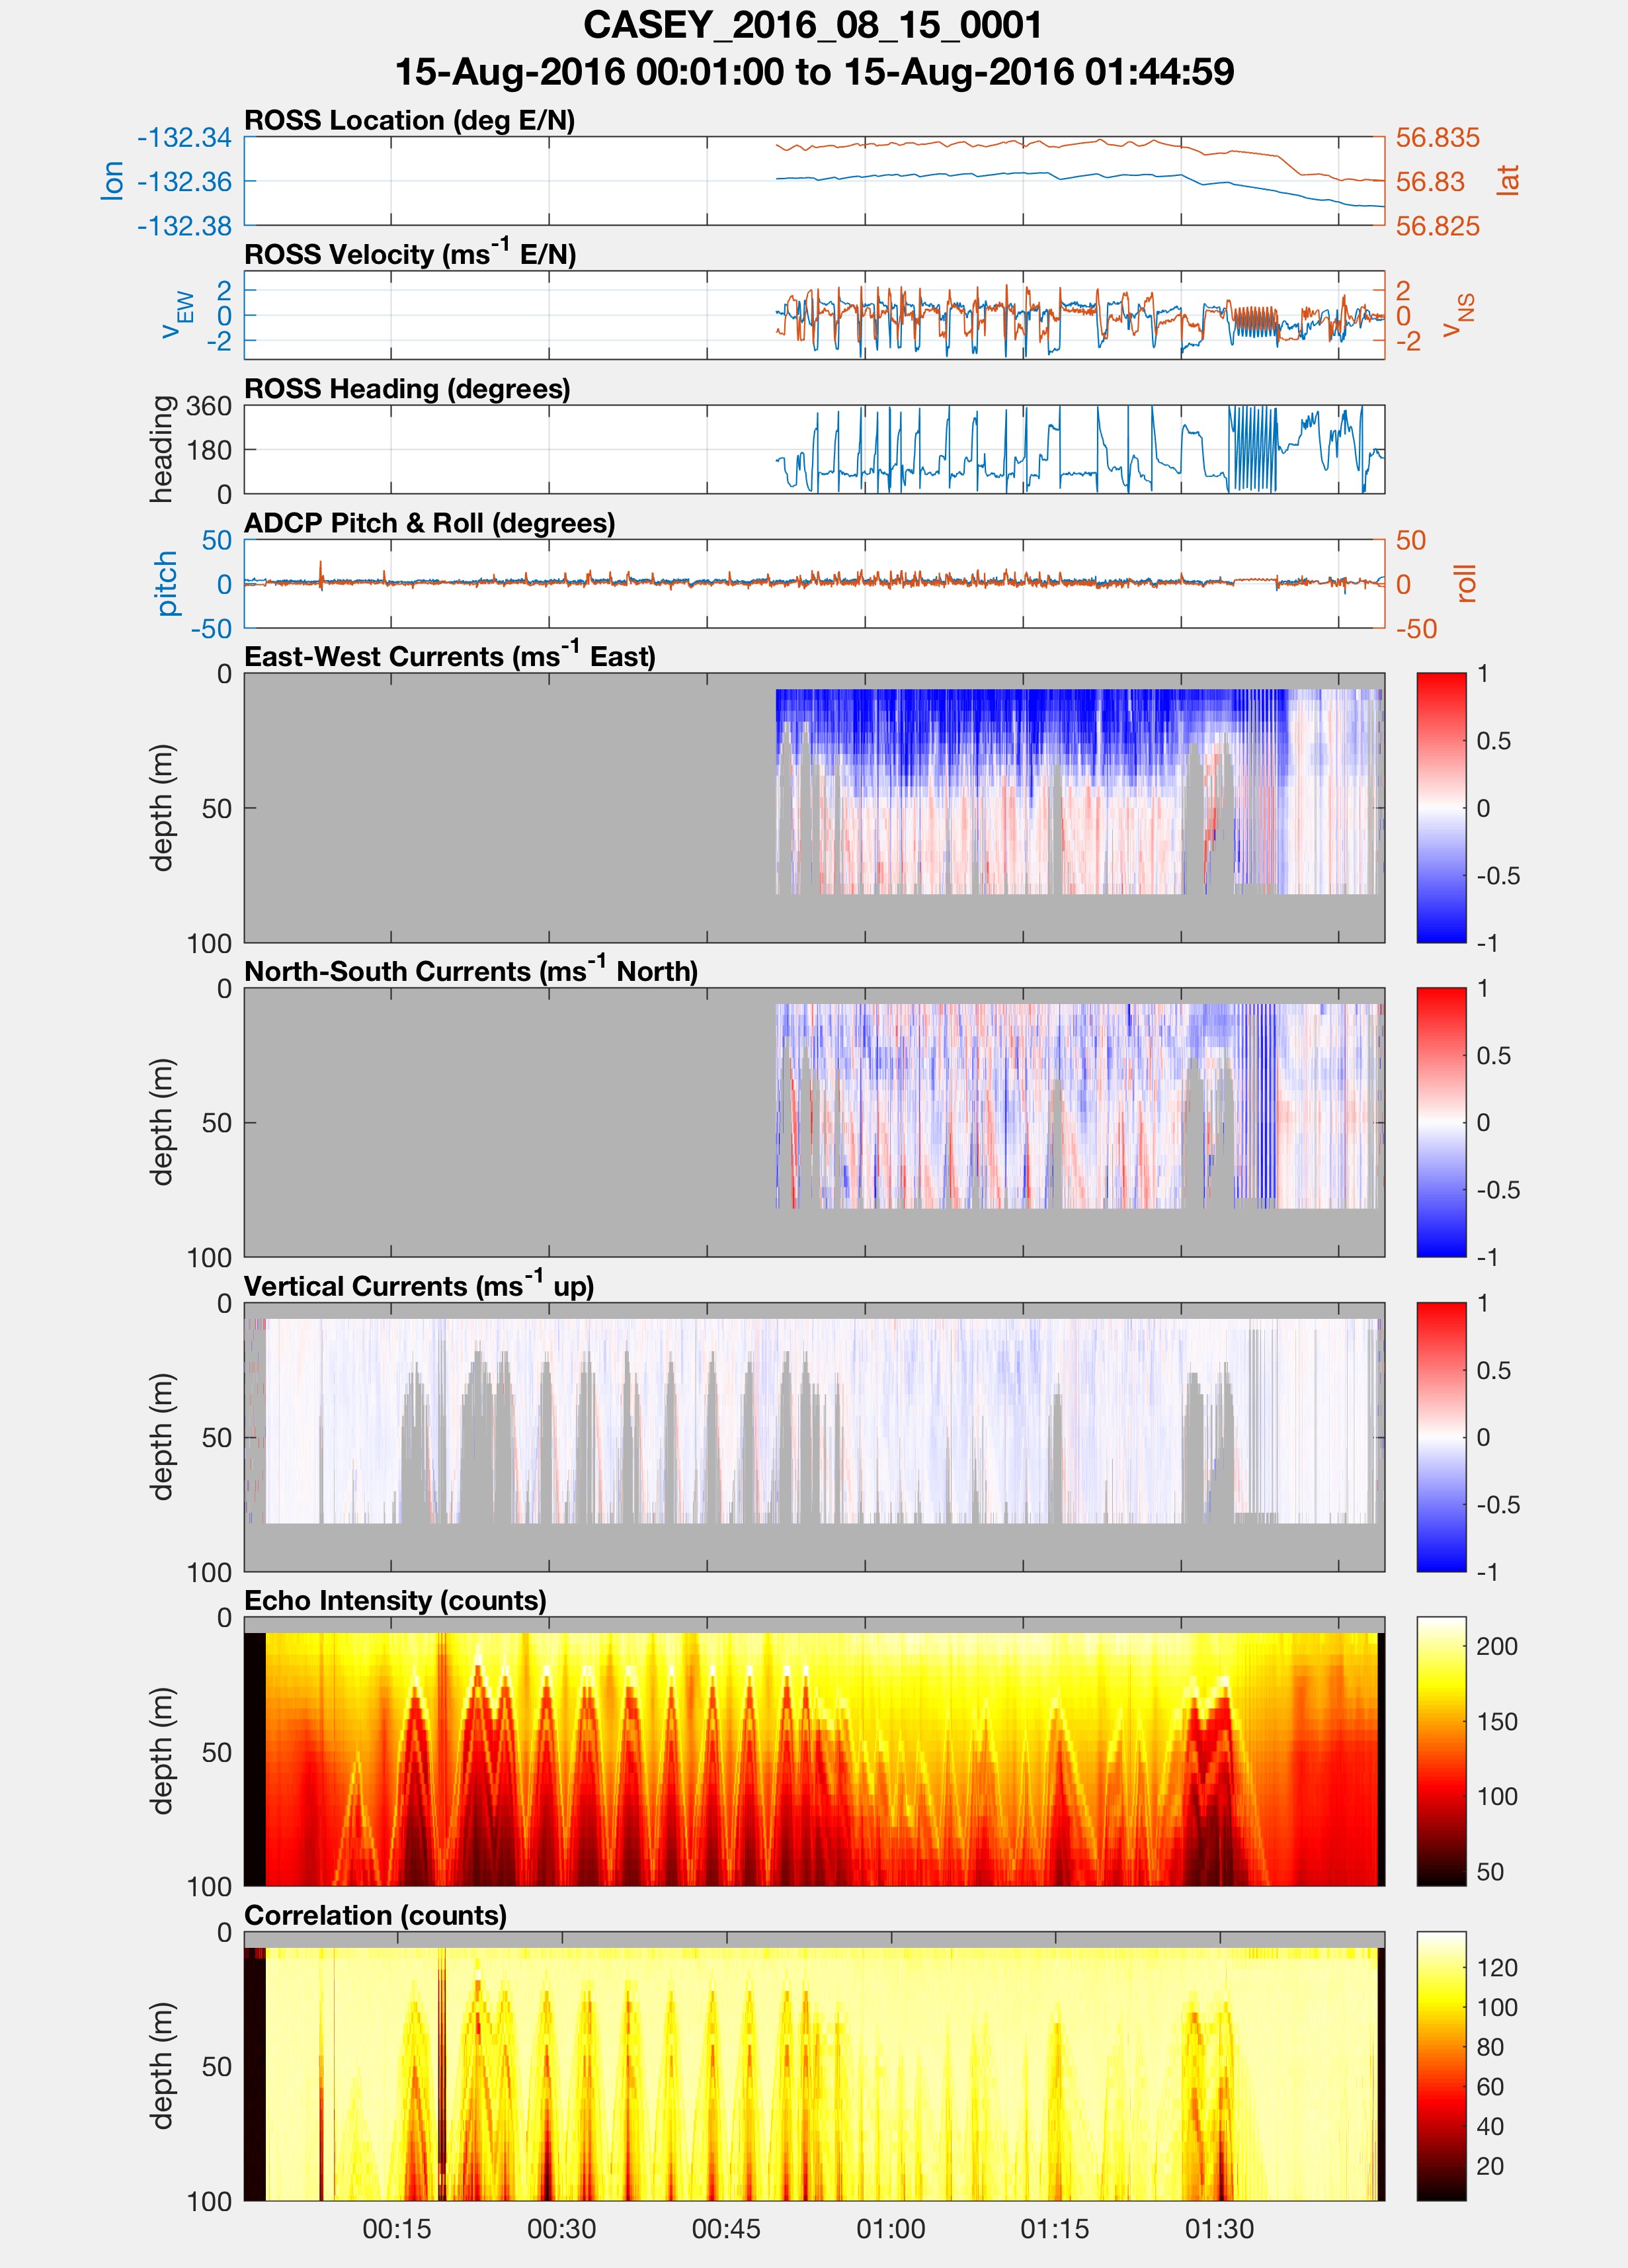 CASEY_2016_08_15_0001
15-Aug-2016 00:01:00 to 15-Aug-2016 01:44:59
ROSS Location (deg E/N)
-132.34
-132.36
-132.38
lon
56.835
56.83
56.825
lat
ROSS Velocity (ms-1 E/N)
2
0
-2
vEW
2
0
-2
vNS
ROSS Heading (degrees)
360
180
0
heading
ADCP Pitch & Roll (degrees)
50
0
-50
pitch
50
0
-50
roll
East-West Currents (ms-1 East)
0
50
100
depth (m)
1
0.5
0
-0.5
-1
North-South Currents (ms-1 North)
0
50
100
depth (m)
1
0.5
0
-0.5
-1
Vertical Currents (ms-1 up)
0
50
100
depth (m)
1
0.5
0
-0.5
-1
Echo Intensity (counts)
0
50
100
depth (m)
200
150
100
50
Correlation (counts)
0
50
100
depth (m)
120
100
80
60
40
20
00:15 00:30 00:45 01:00 01:15 01:30